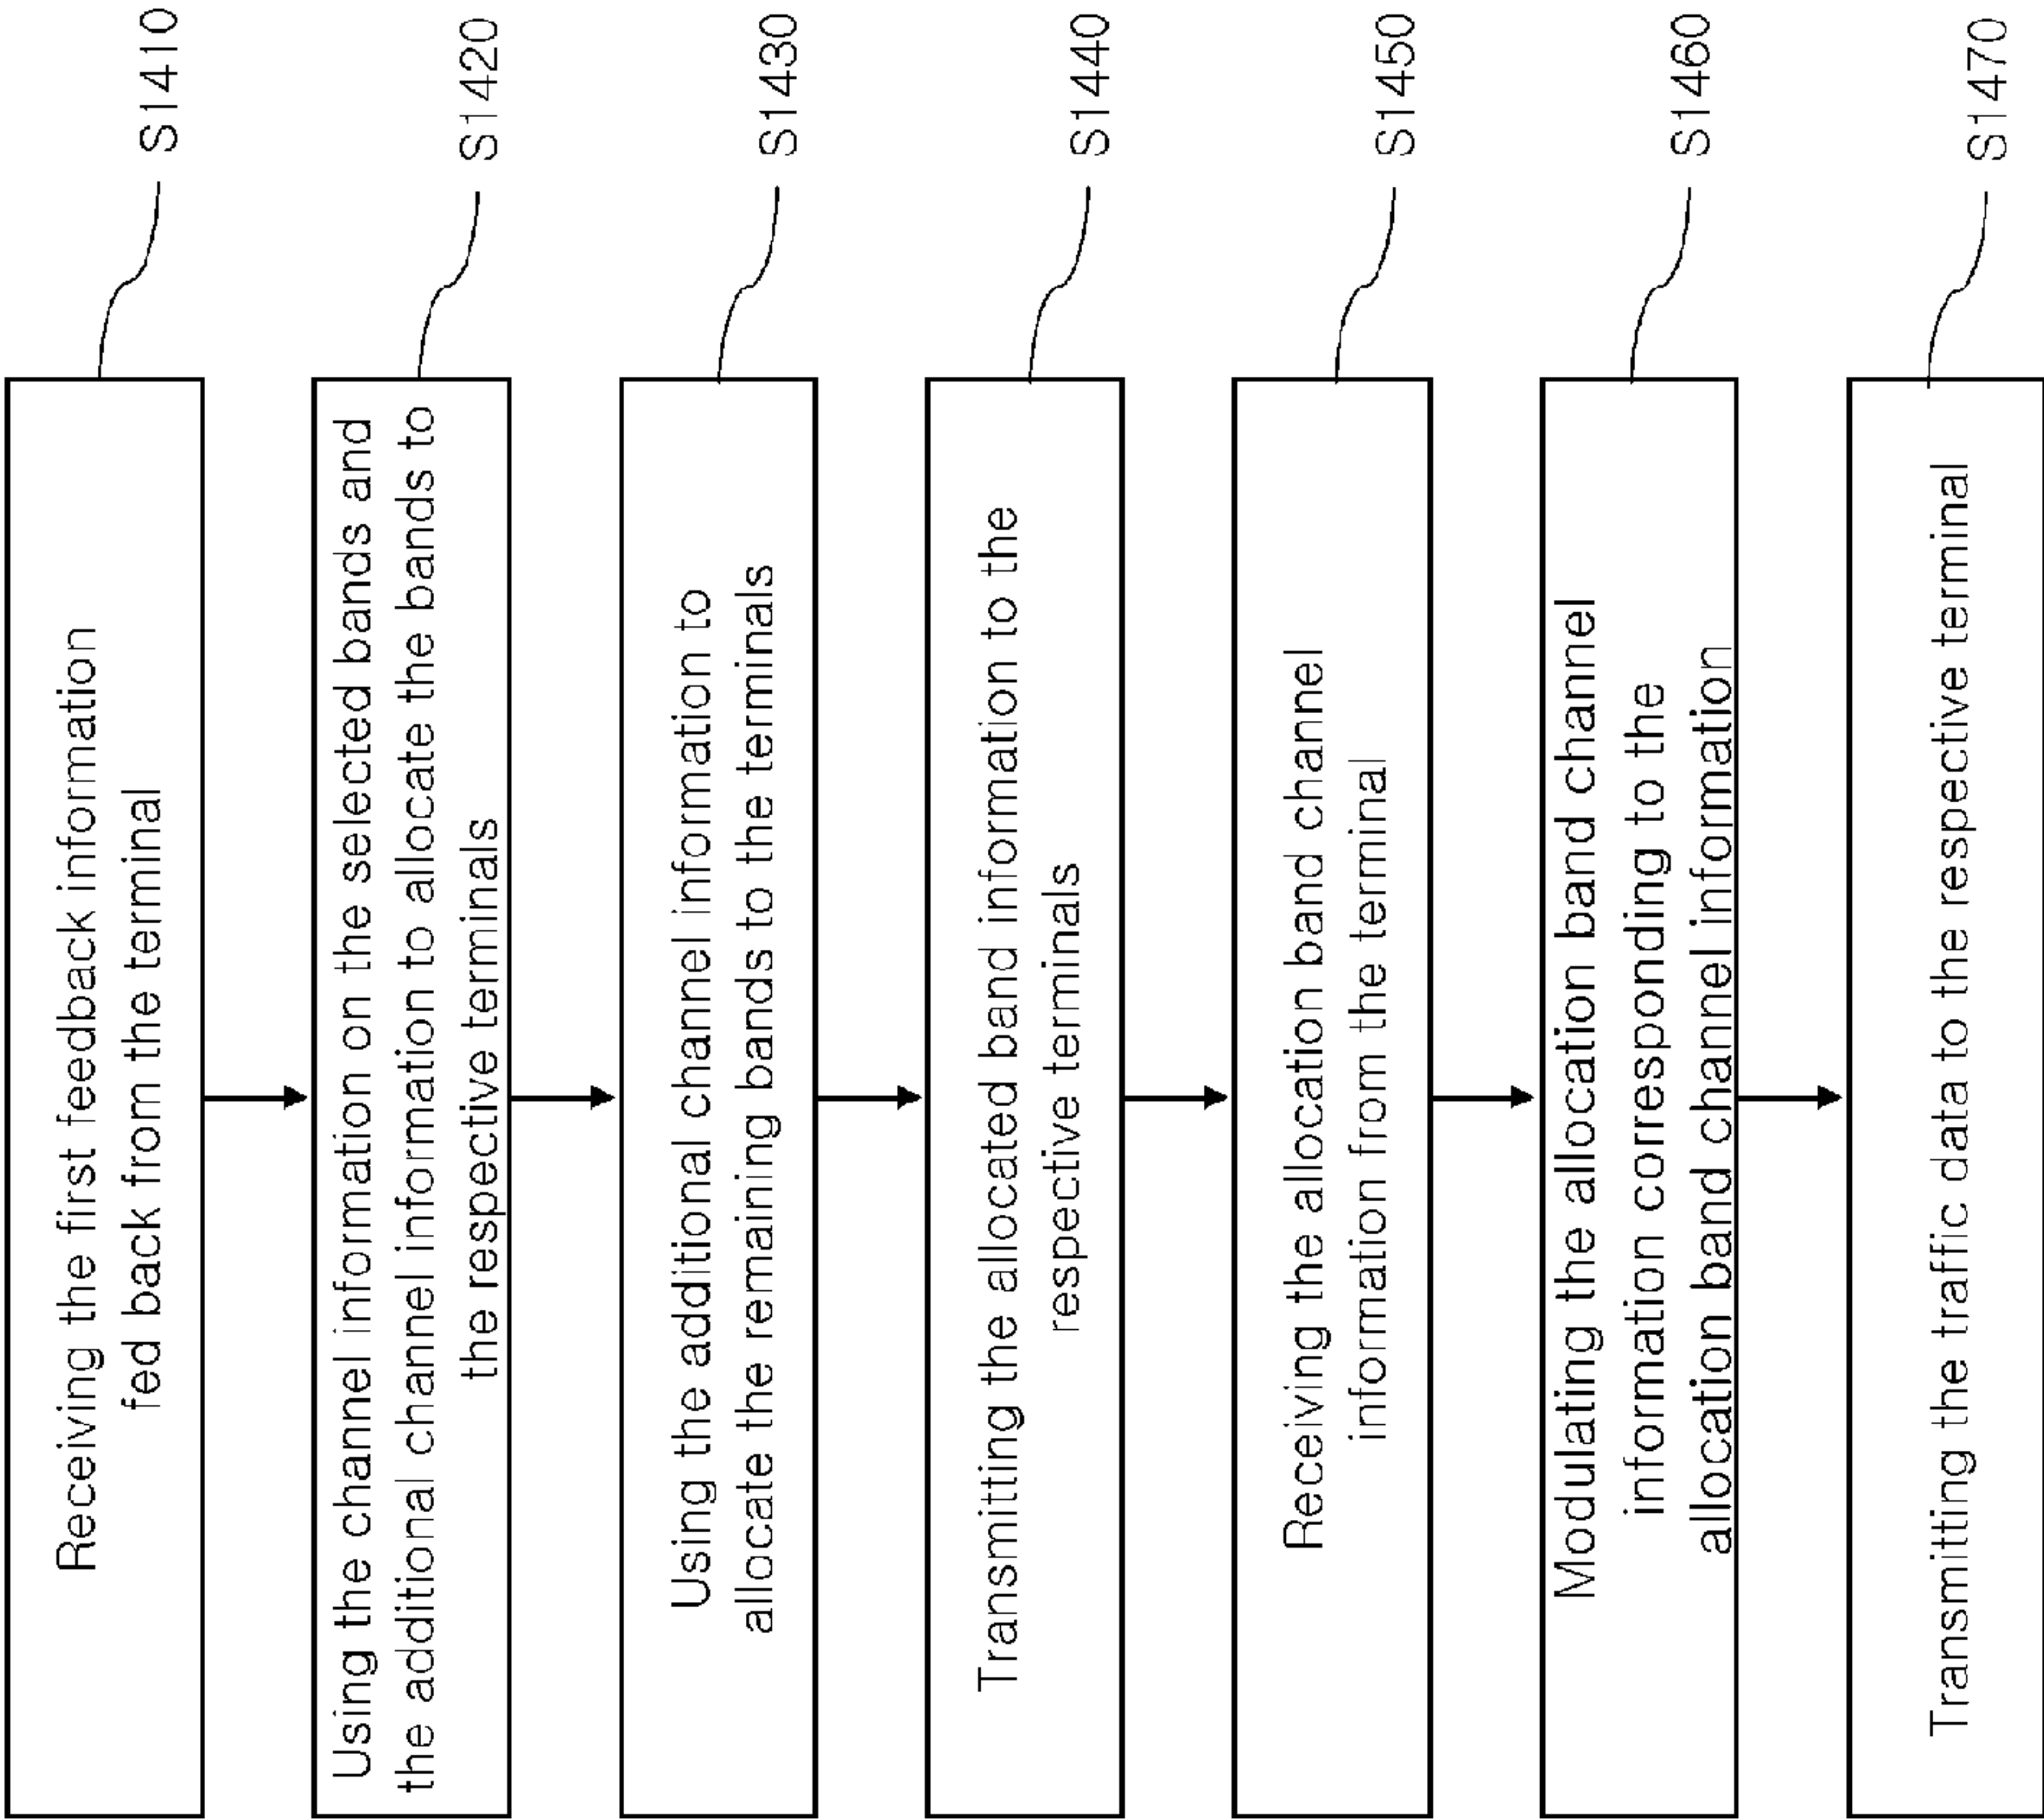 Receiving the first feedback information
fed back from the terminal
S1410
Using the channel information on the selected bands and
the additional channel information to allocate the bands to
the respective terminals
S1420
Using the additional channel information to
allocate the remaining bands to the terminals
S1430
Transmitting the allocated band information to the
respective terminals
S1440
Receiving the allocation band channel
information from the terminal
S1450
Modulating the allocation band channel
information corresponding to the
allocation band channel information
S1460
Transmitting the traffic data to the respective terminal
S1470